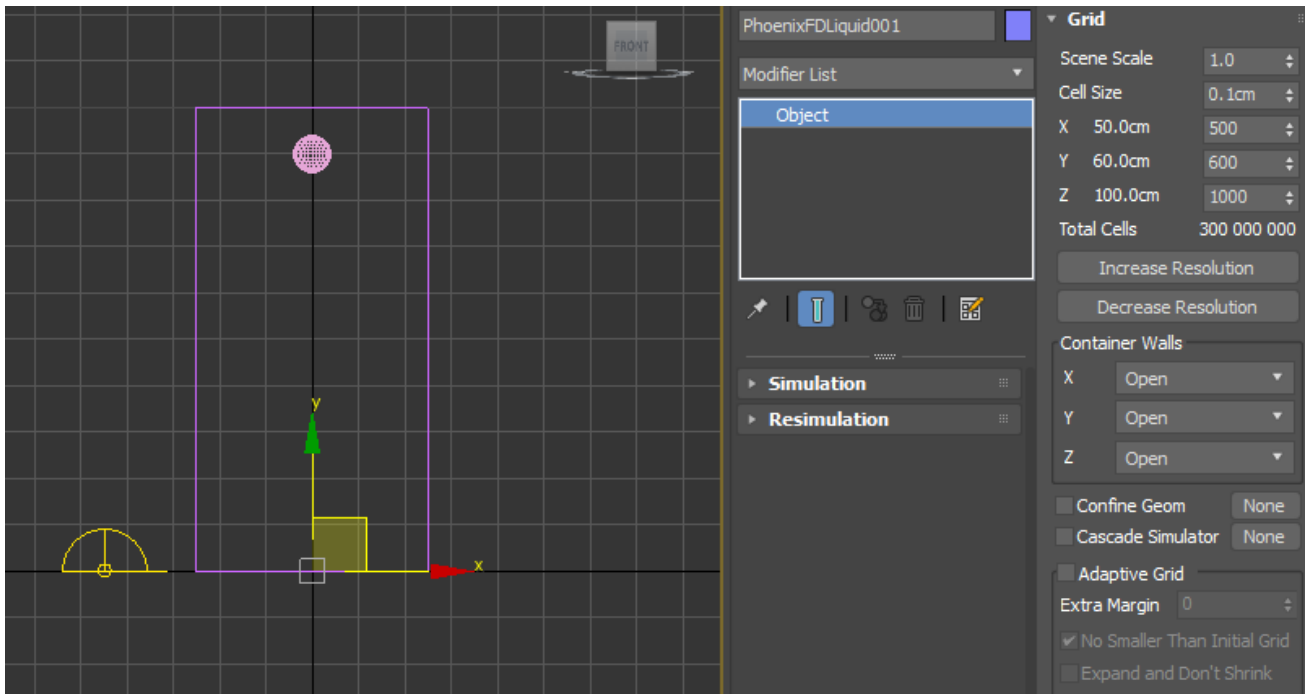 FRONT
y
x
PhoenixFDLiquid001
Modifier List
Object
Simulation
Resimulation
Grid
Scene Scale 1.0
Cell Size 0.1cm
X 50.0cm 500
Y 60.0cm 600
Z 100.0cm 1000
Total Cells 300 000 000
Increase Resolution
Decrease Resolution
Container Walls
X Open
Y Open
Z Open
Confine Geom None
Cascade Simulator None
Adaptive Grid
Extra Margin 0
No Smaller Than Initial Grid
Expand and Don't Shrink